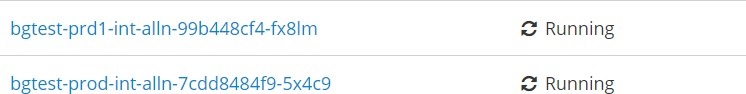 bgtest-prd1-int-alln-99b448cf4-fx8lm Running
bgtest-prod-int-alln-7cdd8484f9-5x4c9 Running